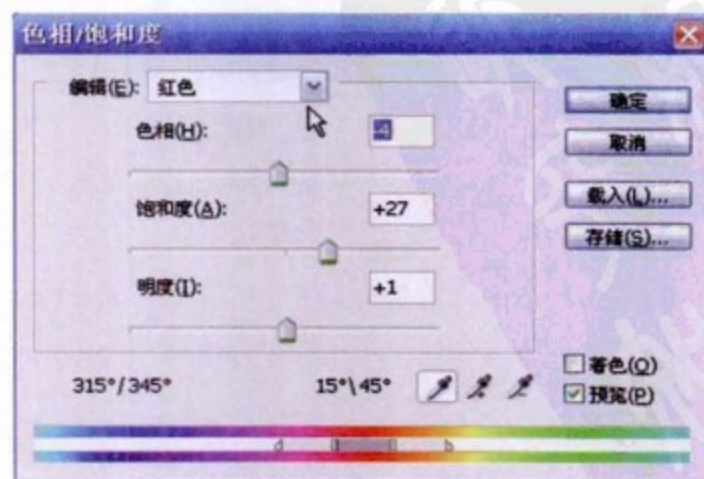 色相/饱和度
编辑(E): 红色
确定
色相(H): -4
取消
载入(L)...
饱和度(A): +27
存储(S)...
明度(I): +1
着色(O)
315°/345° 15°\45°
预览(P)